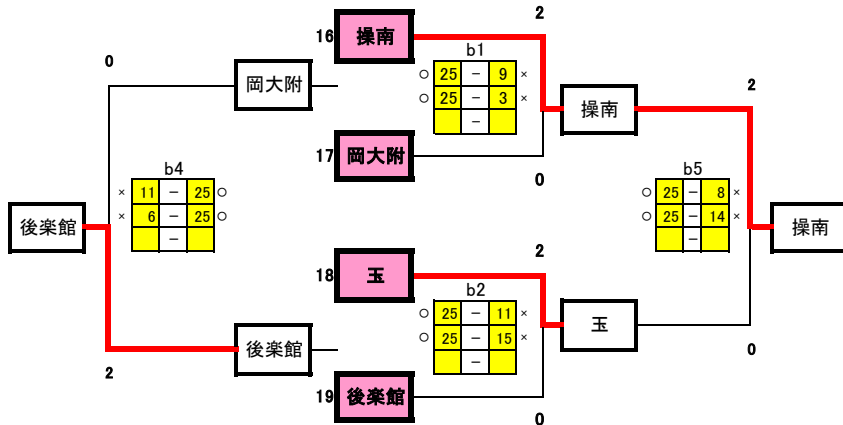 2
16 操南
b1
0
岡大附
○ 25 － 9 ×
2
○ 25 － 3 ×
－
操南
17 岡大附
b4
0
b5
× 11 － 25 ○
○ 25 － 8 ×
× 6 － 25 ○
○ 25 － 14 ×
－
－
後楽館
操南
2
18 玉
b2
○ 25 － 11 ×
玉
○ 25 － 15 ×
後楽館
－
0
2
19 後楽館
0